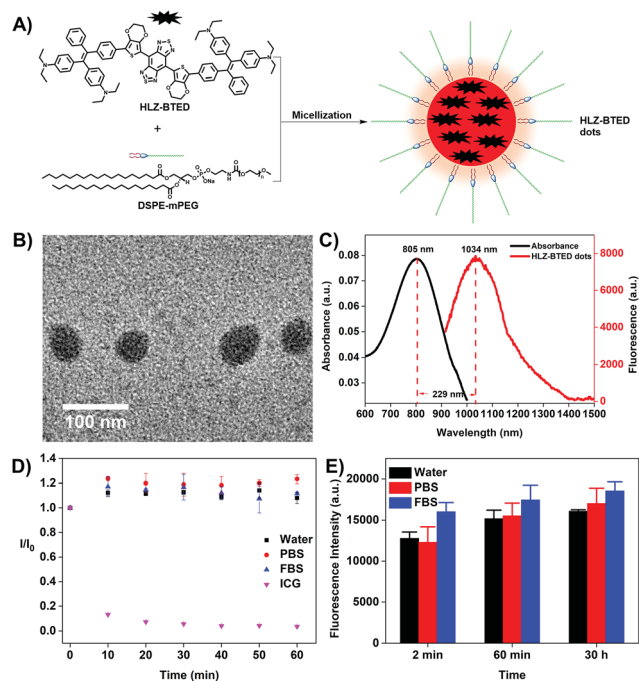 A)
S
S
S
N
N
N
N
S
S
O
O
O
O
N
N
N
N
HLZ-BTED
+
Micellization
HLZ-BTED
dots
O
O
O
O
O
P
O
ONa
N
H
O
O
O
n
DSPE-mPEG
B)
100 nm
C)
805 nm
1034 nm
Absorbance
HLZ-BTED dots
229 nm
Absorbance (a.u.)
0.08
0.07
0.06
0.05
0.04
0.03
Fluorescence (a.u.)
8000
6000
4000
2000
0
600 700 800 900 1000 1100 1200 1300 1400 1500
Wavelength (nm)
D)
I/I0
1.4
1.2
1.0
0.8
0.6
0.4
0.2
0.0
Water
PBS
FBS
ICG
0 10 20 30 40 50 60
Time (min)
E)
Fluorescence Intensity (a.u.)
20000
15000
10000
5000
0
Water
PBS
FBS
2 min 60 min 30 h
Time